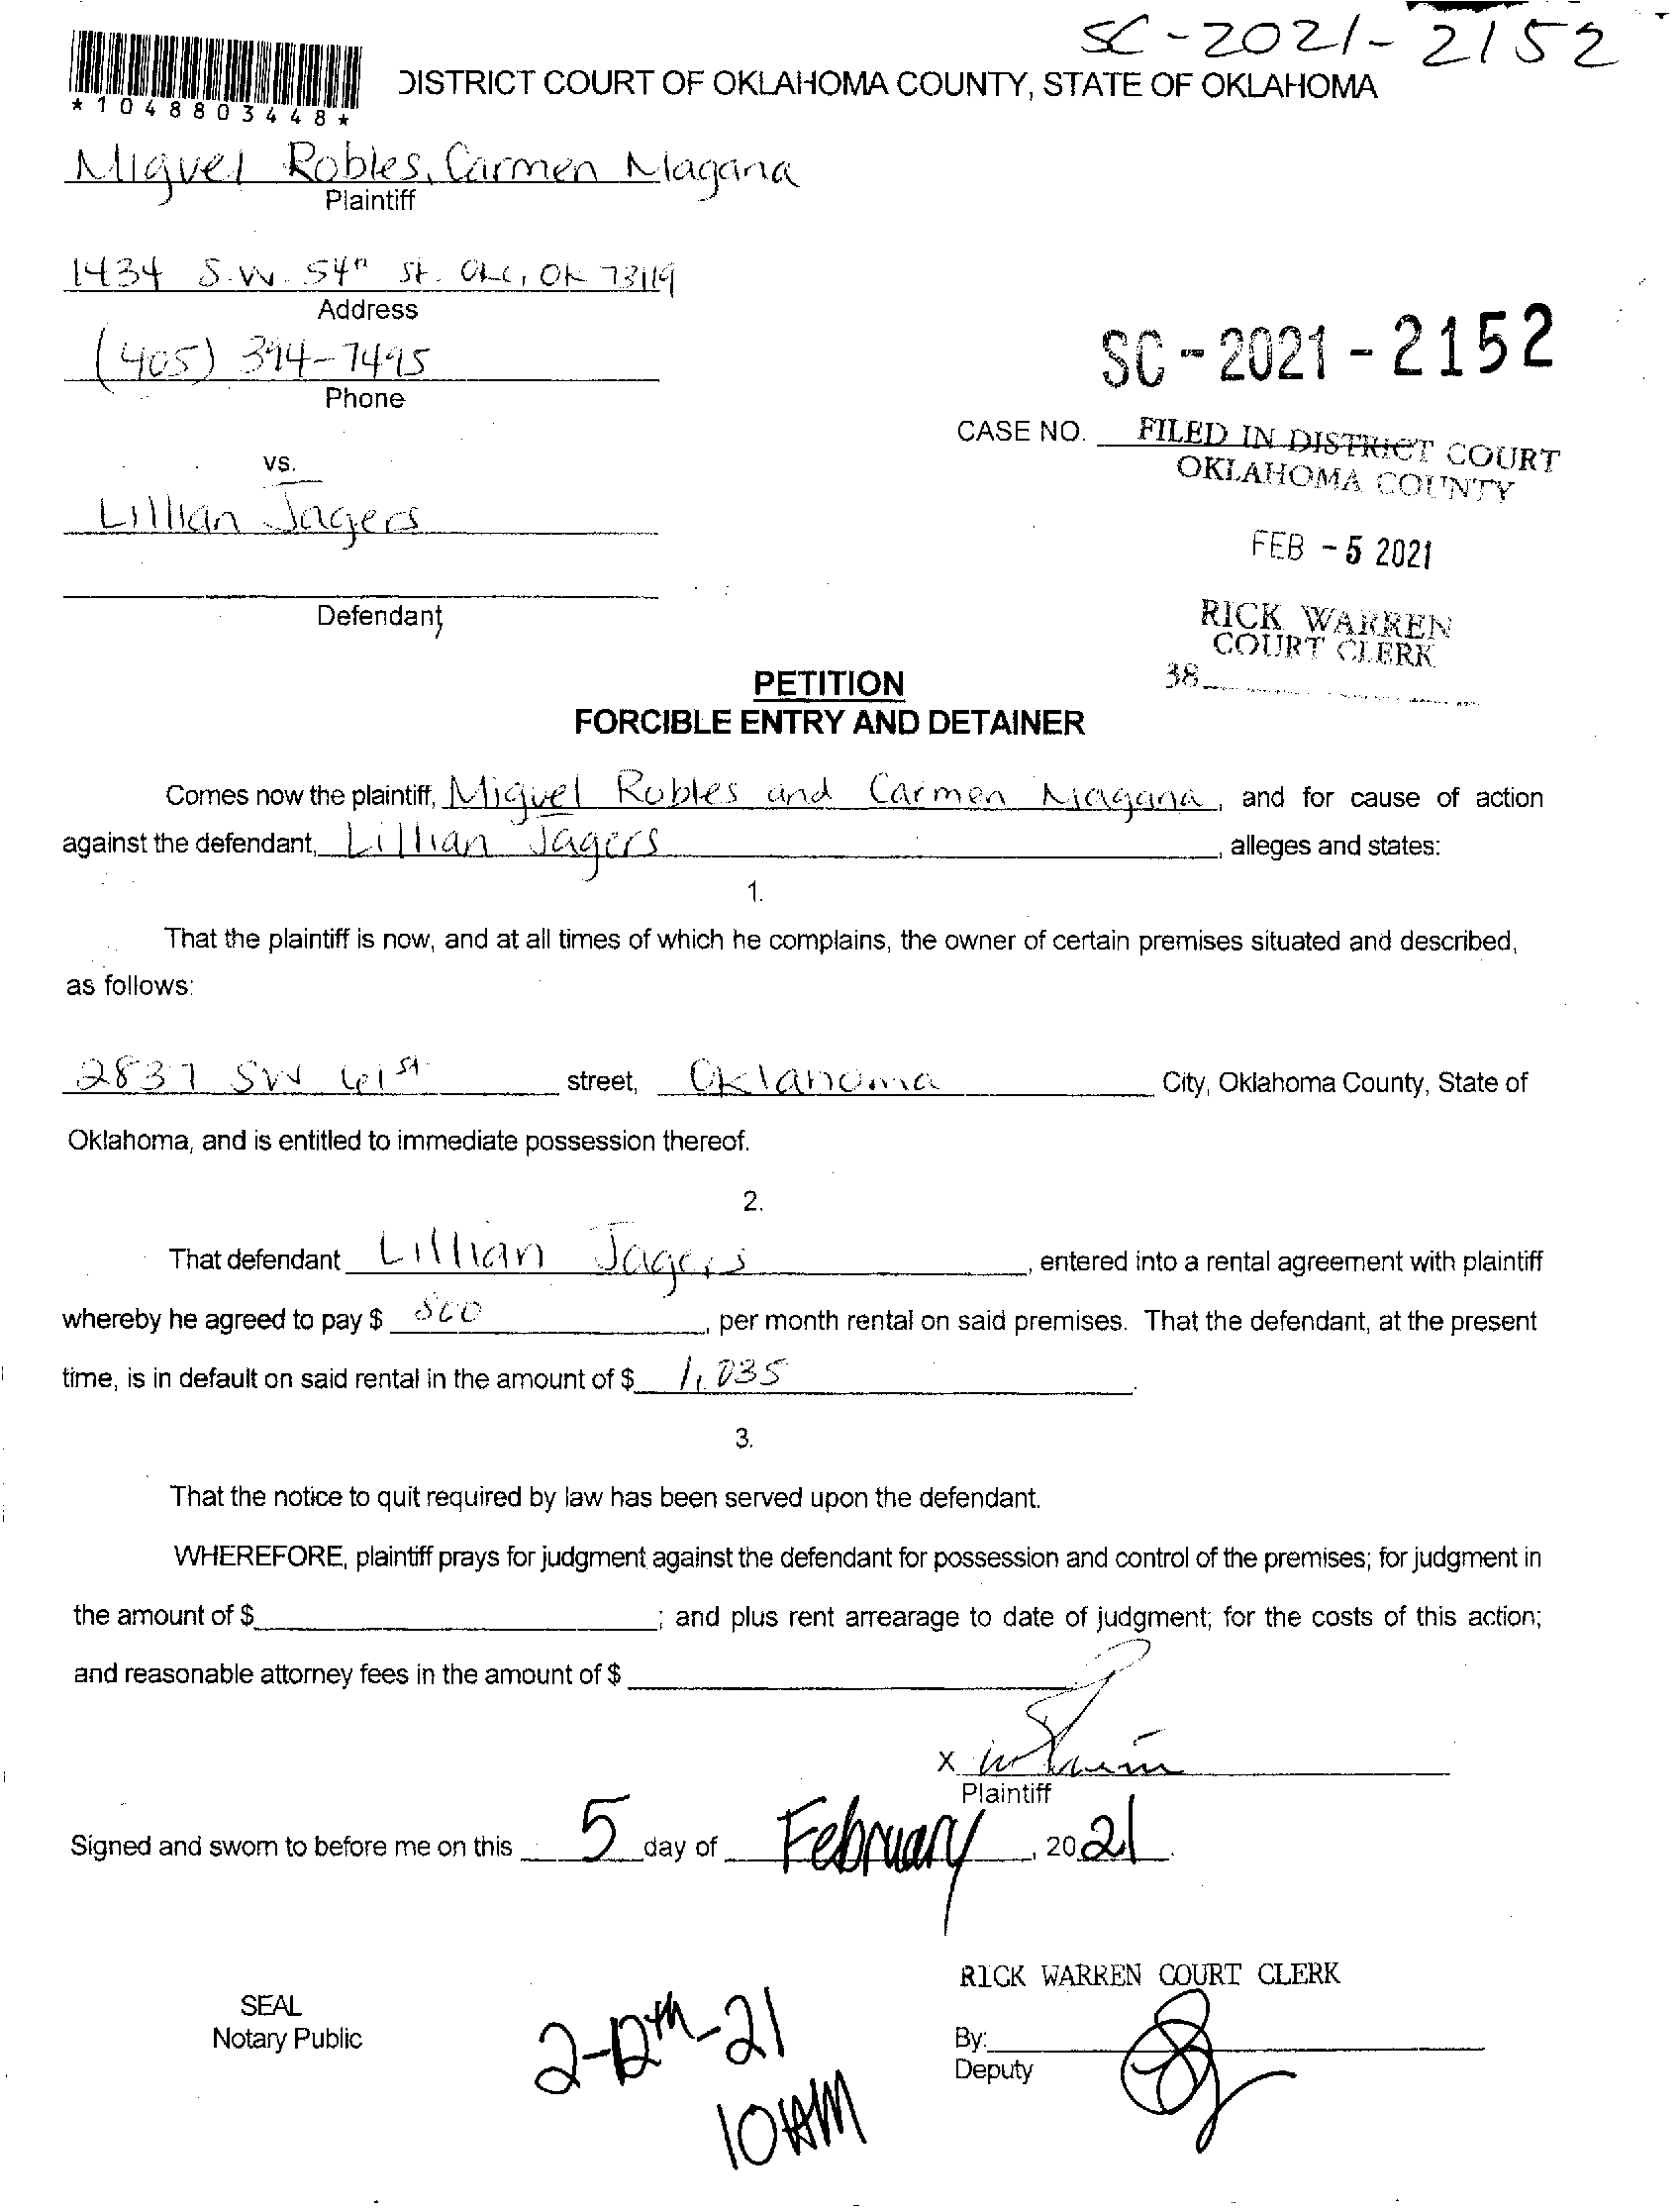 SC-2021-2152
DISTRICT COURT OF OKLAHOMA COUNTY, STATE OF OKLAHOMA
*1048803448*
Miguel Robles, Carmen Magana
Plaintiff
1434 S.W. 54th St. OKC, OK 73119
Address
(405) 394-7495
Phone
SC-2021-2152
CASE NO.
FILED IN DISTRICT COURT
OKLAHOMA COUNTY
vs.
Lillian Jagers
FEB -5 2021
Defendant
RICK WARREN
COURT CLERK
38
PETITION
FORCIBLE ENTRY AND DETAINER
Comes now the plaintiff, Miguel Robles and Carmen Magana, and for cause of action
against the defendant, Lillian Jagers, alleges and states:
1.
That the plaintiff is now, and at all times of which he complains, the owner of certain premises situated and described,
as follows:
2837 SW 61st street, Oklahoma City, Oklahoma County, State of
Oklahoma, and is entitled to immediate possession thereof.
2.
That defendant Lillian Jagers, entered into a rental agreement with plaintiff
whereby he agreed to pay $ 800, per month rental on said premises. That the defendant, at the present
time, is in default on said rental in the amount of $ 1,035.
3.
That the notice to quit required by law has been served upon the defendant.
WHEREFORE, plaintiff prays for judgment against the defendant for possession and control of the premises; for judgment in
the amount of $ ; and plus rent arrearage to date of judgment; for the costs of this action;
and reasonable attorney fees in the amount of $
X
Plaintiff
Signed and sworn to before me on this 5 day of February, 2021.
RICK WARREN COURT CLERK
SEAL
Notary Public
2-12th-21
10AM
By:
Deputy